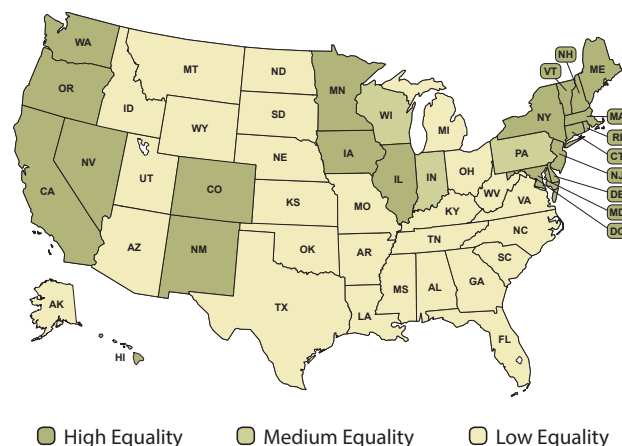 WA
NH
VT
ME
MT
ND
MN
OR
ID
SD
WI
NY
MA
WY
MI
RI
CT
IA
PA
NJ
NE
NV
OH
DE
UT
IL
IN
MD
CO
WV
VA
DC
CA
KS
MO
KY
NC
TN
AZ
NM
OK
AR
SC
MS
AL
GA
TX
AK
LA
FL
HI
High Equality Medium Equality Low Equality